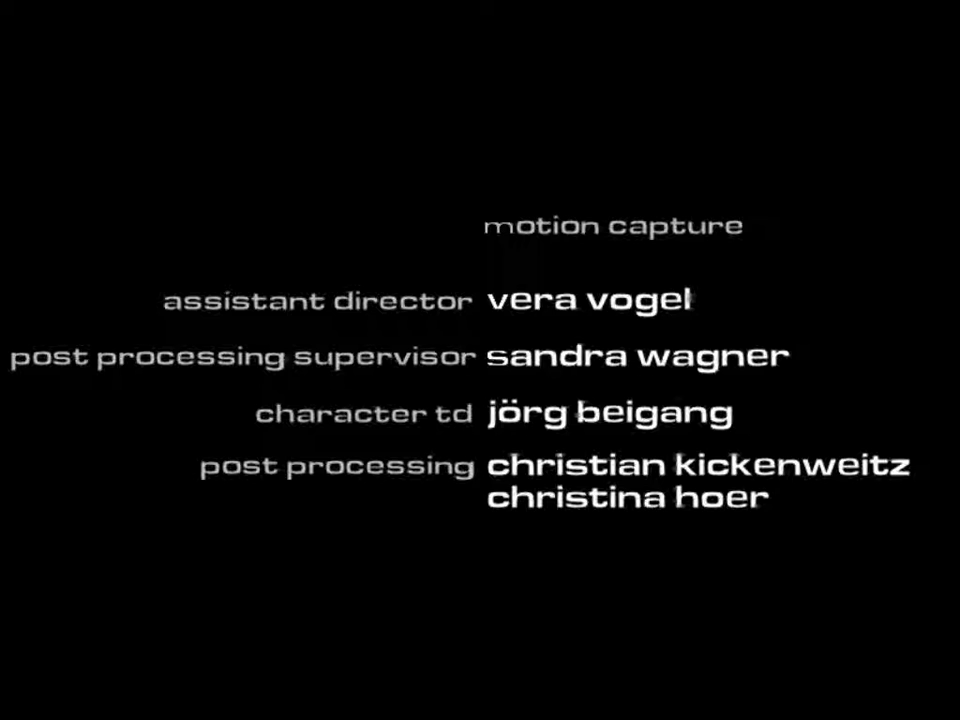 motion capture
assistant director vera vogel
post processing supervisor sandra wagner
character td jörg beigang
post processing christian kickenweitz
christina hoer